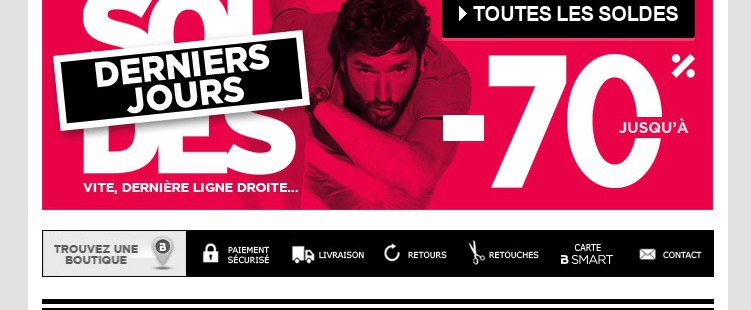 SOL
DES
DERNIERS
JOURS
VITE, DERNIÈRE LIGNE DROITE...
TOUTES LES SOLDES
-70%
JUSQU'À
TROUVEZ UNE
BOUTIQUE
B
PAIEMENT
SÉCURISÉ
LIVRAISON
RETOURS
RETOUCHES
CARTE
B SMART
CONTACT